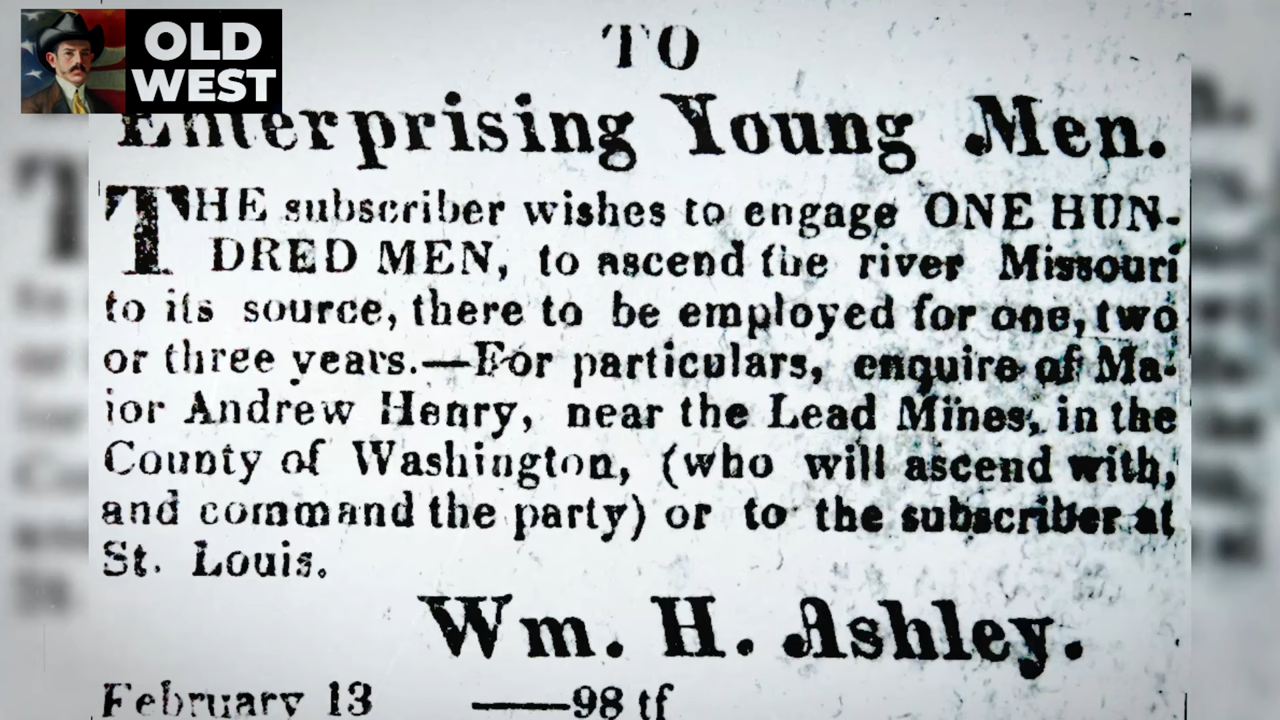 OLD
WEST
TO
Enterprising Young Men.
THE subscriber wishes to engage ONE HUN-
DRED MEN, to ascend the river Missouri
to its source, there to be employed for one, two
or three years.—For particulars, enquire of Ma-
jor Andrew Henry, near the Lead Mines, in the
County of Washington, (who will ascend with,
and command the party) or to the subscriber at
St. Louis.
Wm. H. Ashley.
February 13 ——98 tf